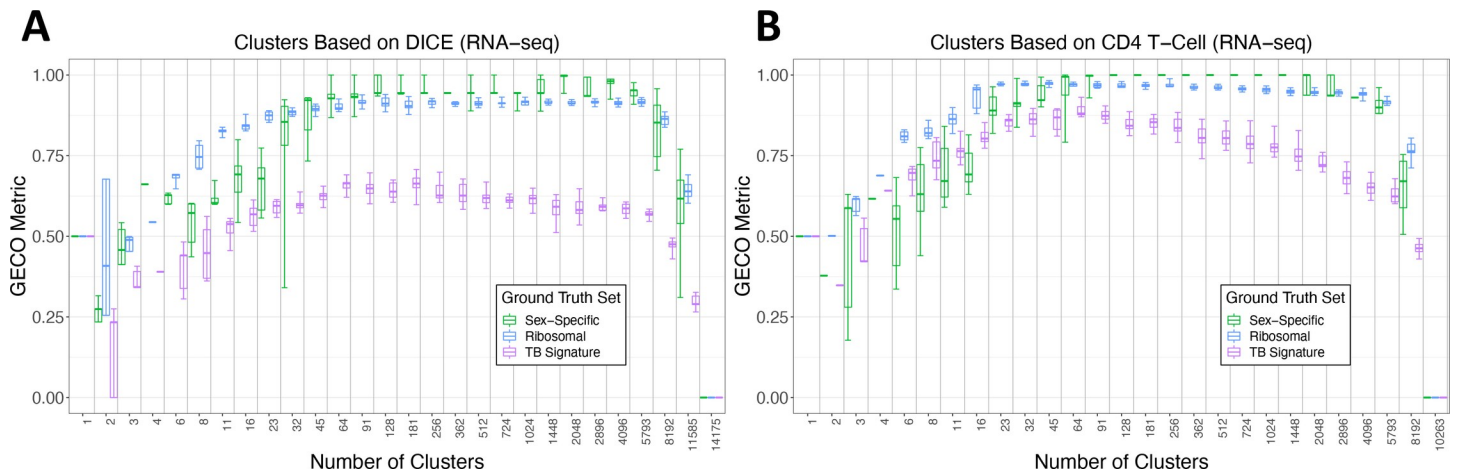 A
Clusters Based on DICE (RNA−seq)
GECO Metric
1.00
0.75
0.50
0.25
0.00
Ground Truth Set
Sex−Specific
Ribosomal
TB Signature
1 2 3 4 6 8 11 16 23 32 45 64 91 128 181 256 362 512 724 1024 1448 2048 2896 4096 5793 8192 11585 14175
Number of Clusters
B
Clusters Based on CD4 T−Cell (RNA−seq)
GECO Metric
1.00
0.75
0.50
0.25
0.00
Ground Truth Set
Sex−Specific
Ribosomal
TB Signature
1 2 3 4 6 8 11 16 23 32 45 64 91 128 181 256 362 512 724 1024 1448 2048 2896 4096 5793 8192 10263
Number of Clusters